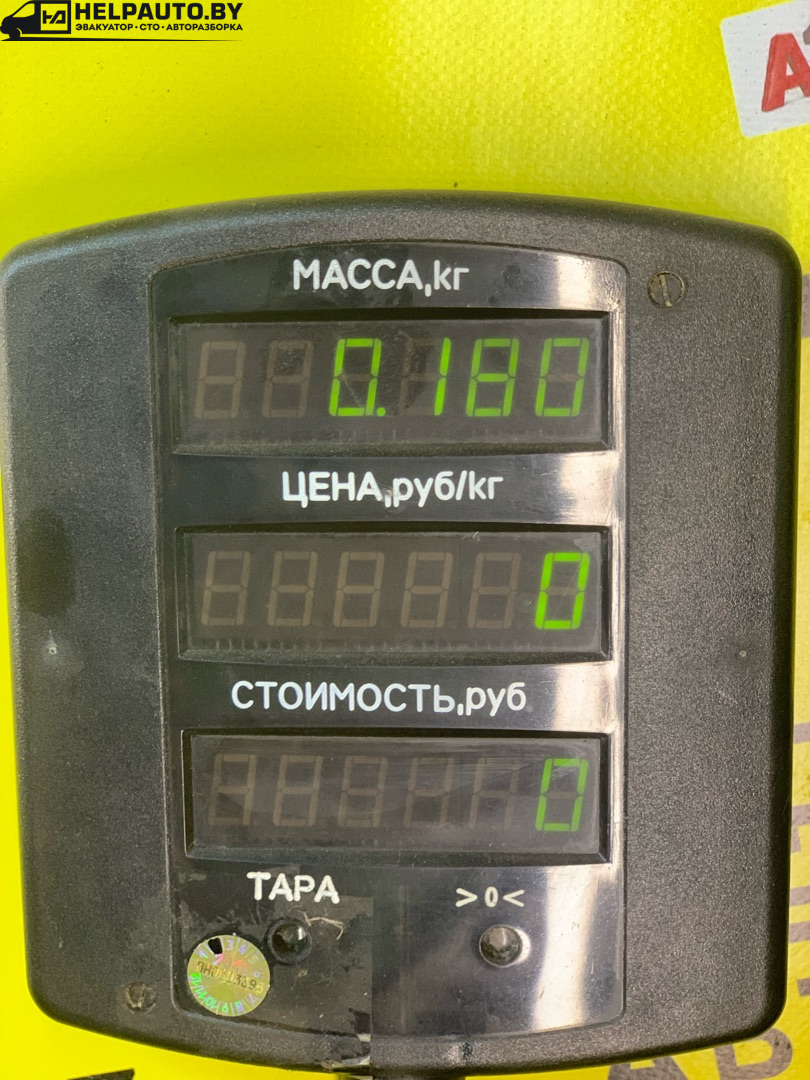 HELPAUTO.BY
ЭВАКУАТОР·СТО·АВТОРАЗБОРКА
МАССА,кг
0.180
ЦЕНА,руб/кг
0
СТОИМОСТЬ,руб
0
ТАРА >0<